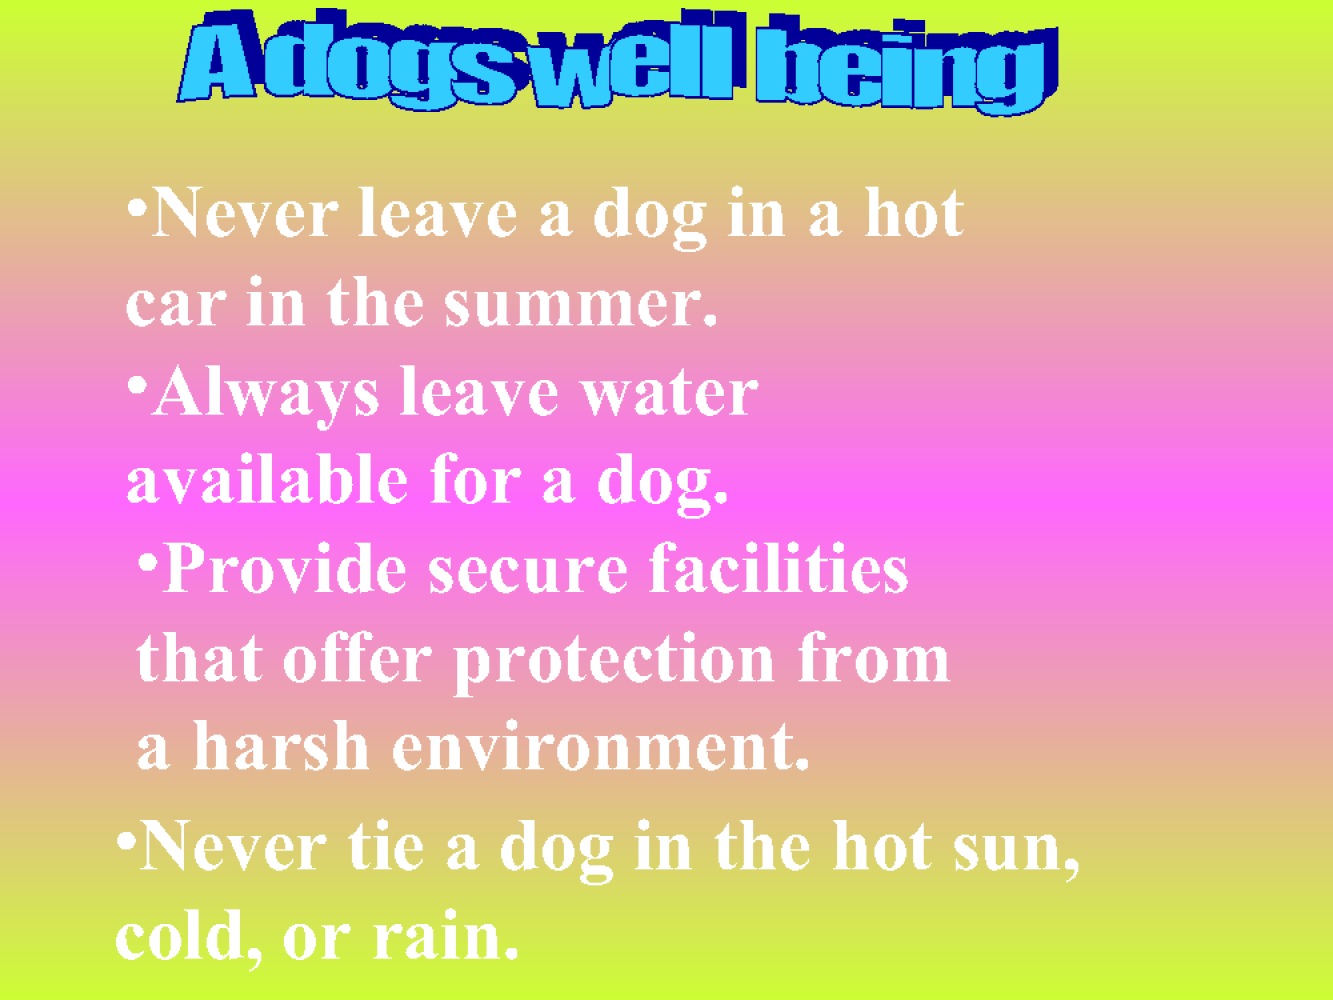 A dogs well being
•Never leave a dog in a hot
car in the summer.
•Always leave water
available for a dog.
•Provide secure facilities
that offer protection from
a harsh environment.
•Never tie a dog in the hot sun,
cold, or rain.